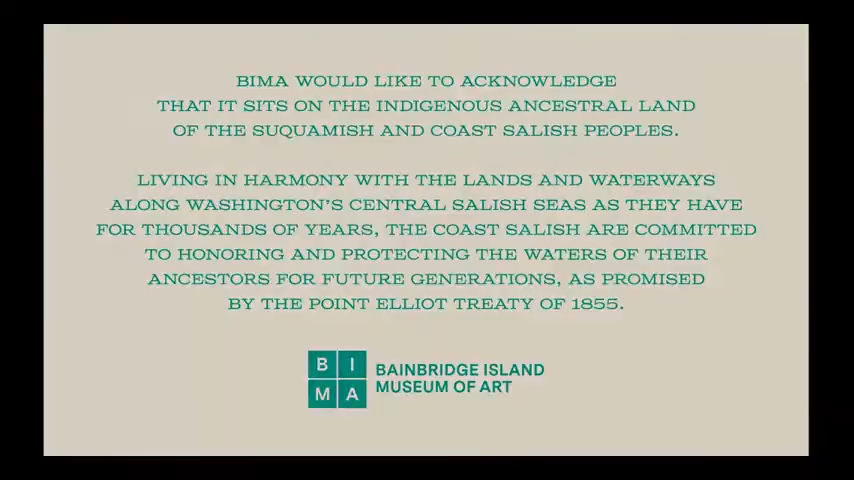 BIMA WOULD LIKE TO ACKNOWLEDGE
THAT IT SITS ON THE INDIGENOUS ANCESTRAL LAND
OF THE SUQUAMISH AND COAST SALISH PEOPLES.
LIVING IN HARMONY WITH THE LANDS AND WATERWAYS
ALONG WASHINGTON'S CENTRAL SALISH SEAS AS THEY HAVE
FOR THOUSANDS OF YEARS, THE COAST SALISH ARE COMMITTED
TO HONORING AND PROTECTING THE WATERS OF THEIR
ANCESTORS FOR FUTURE GENERATIONS, AS PROMISED
BY THE POINT ELLIOT TREATY OF 1855.
B I
M A
BAINBRIDGE ISLAND
MUSEUM OF ART